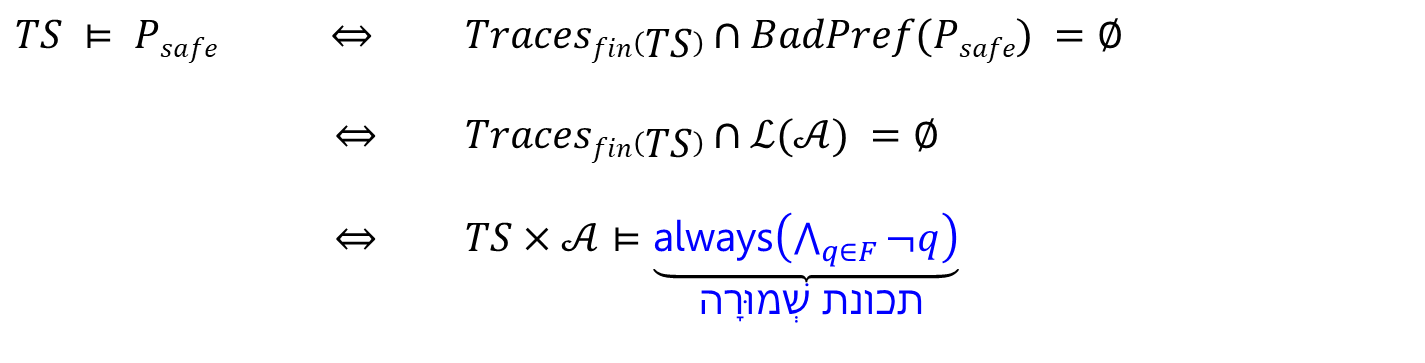 TS ⊨ P_safe ⇔ Traces_fin(TS) ∩ BadPref(P_safe) = ∅
⇔ Traces_fin(TS) ∩ ℒ(𝒜) = ∅
⇔ TS × 𝒜 ⊨ always(⋀_{q∈F} ¬q)
תכונת שְׁמוּרָה